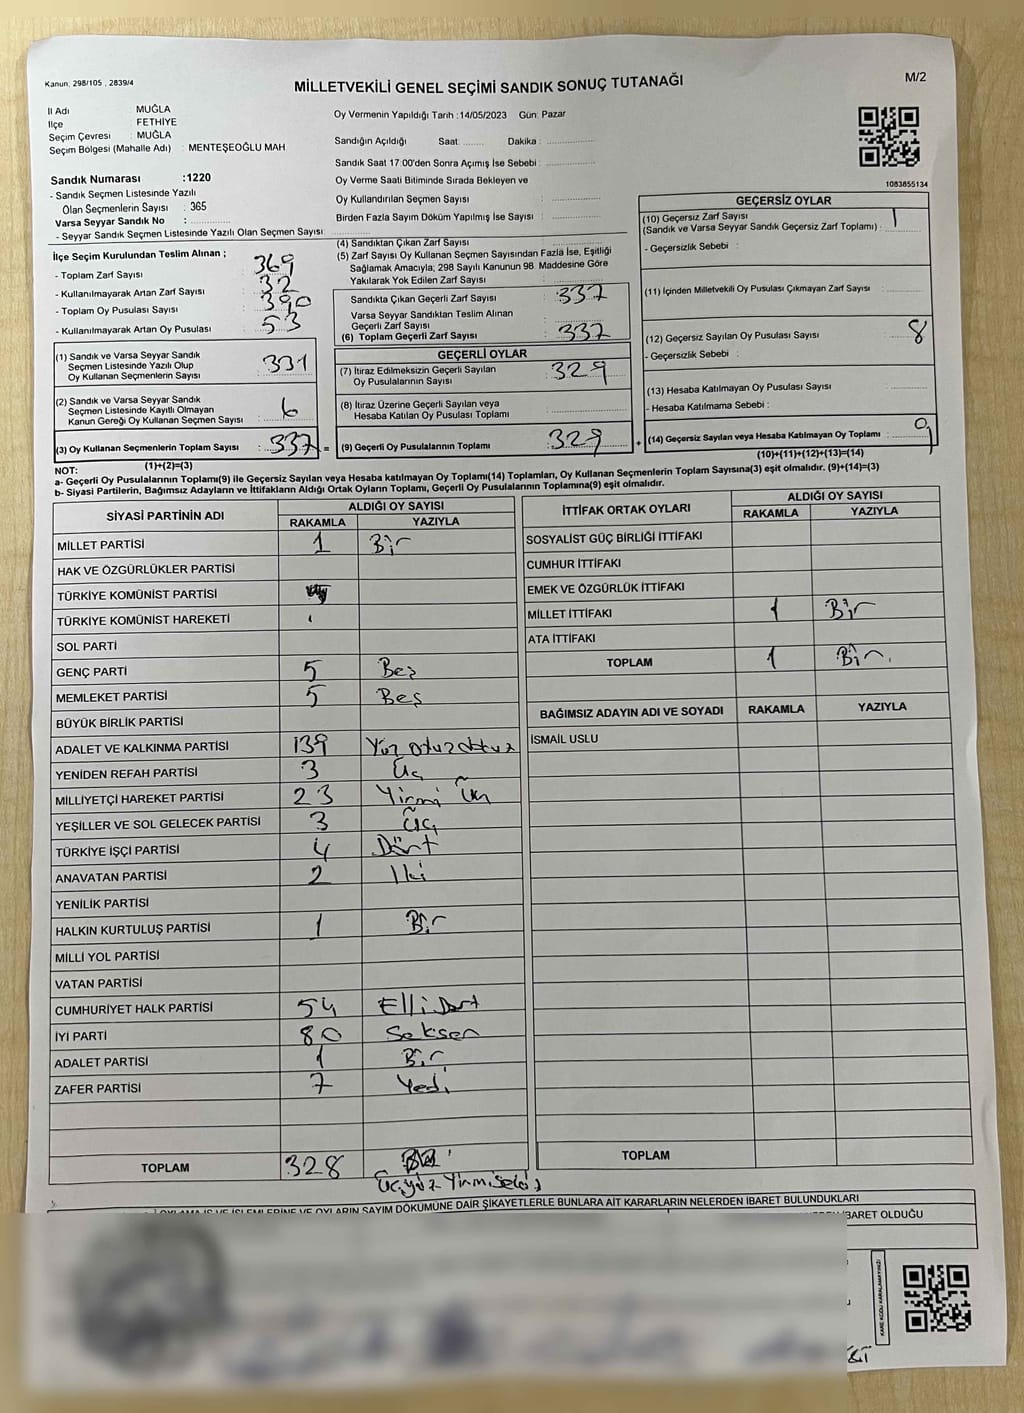 Kanun: 298/105 , 2839/4
MİLLETVEKİLİ GENEL SEÇİMİ SANDIK SONUÇ TUTANAĞI
M/2
İl Adı MUĞLA
İlçe FETHİYE
Seçim Çevresi : MUĞLA
Seçim Bölgesi (Mahalle Adı) : MENTEŞEOĞLU MAH
Sandık Numarası :1220
- Sandık Seçmen Listesinde Yazılı
Olan Seçmenlerin Sayısı : 365
Varsa Seyyar Sandık No :
- Seyyar Sandık Seçmen Listesinde Yazılı Olan Seçmen Sayısı
Oy Vermenin Yapıldığı Tarih :14/05/2023 Gün: Pazar
Sandığın Açıldığı Saat: Dakika :
Sandık Saat 17:00'den Sonra Açmış İse Sebebi :
Oy Verme Saati Bitiminde Sırada Bekleyen ve
Oy Kullandırılan Seçmen Sayısı :
Birden Fazla Sayım Döküm Yapılmış İse Sayısı :
1083855134
İlçe Seçim Kurulundan Teslim Alınan ;
- Toplam Zarf Sayısı : 369
- Kullanılmayarak Artan Zarf Sayısı : 32
- Toplam Oy Pusulası Sayısı : 390
- Kullanılmayarak Artan Oy Pusulası : 53
(1) Sandık ve Varsa Seyyar Sandık
Seçmen Listesinde Yazılı Olup
Oy Kullanan Seçmenlerin Sayısı : 331
(2) Sandık ve Varsa Seyyar Sandık
Seçmen Listesinde Kayıtlı Olmayan
Kanun Gereği Oy Kullanan Seçmen Sayısı : 6
(3) Oy Kullanan Seçmenlerin Toplam Sayısı : 337 =
(4) Sandıktan Çıkan Zarf Sayısı
(5) Zarf Sayısı Oy Kullanan Seçmen Sayısından Fazla İse, Eşitliği
Sağlamak Amacıyla; 298 Sayılı Kanunun 98. Maddesine Göre
Yakılarak Yok Edilen Zarf Sayısı :
Sandıkta Çıkan Geçerli Zarf Sayısı : 337
Varsa Seyyar Sandıktan Teslim Alınan
Geçerli Zarf Sayısı :
(6) Toplam Geçerli Zarf Sayısı : 337
GEÇERLİ OYLAR
(7) İtiraz Edilmeksizin Geçerli Sayılan
Oy Pusulalarının Sayısı : 329
(8) İtiraz Üzerine Geçerli Sayılan veya
Hesaba Katılan Oy Pusulası Toplamı :
(9) Geçerli Oy Pusulalarının Toplamı 329 +
GEÇERSİZ OYLAR
(10) Geçersiz Zarf Sayısı 1
(Sandık ve Varsa Seyyar Sandık Geçersiz Zarf Toplamı) :
- Geçersizlik Sebebi :
(11) İçinden Milletvekili Oy Pusulası Çıkmayan Zarf Sayısı :
(12) Geçersiz Sayılan Oy Pusulası Sayısı : 8
- Geçersizlik Sebebi :
(13) Hesaba Katılmayan Oy Pusulası Sayısı :
- Hesaba Katılmama Sebebi :
(14) Geçersiz Sayılan veya Hesaba Katılmayan Oy Toplamı :
(10)+(11)+(12)+(13)=(14)
NOT: (1)+(2)=(3)
a- Geçerli Oy Pusulasının Toplamı(9) ile Geçersiz Sayılan veya Hesaba katılmayan Oy Toplamı(14) Toplamları, Oy Kullanan Seçmenlerin Toplam Sayısına(3) eşit olmalıdır. (9)+(14)=(3)
b- Siyasi Partilerin, Bağımsız Adayların ve İttifakların Aldığı Ortak Oyların Toplamı, Geçerli Oy Pusulalarının Toplamına(9) eşit olmalıdır.
SİYASİ PARTİNİN ADI ALDIĞI OY SAYISI
RAKAMLA YAZIYLA
MİLLET PARTİSİ 1 Bir
HAK VE ÖZGÜRLÜKLER PARTİSİ
TÜRKİYE KOMÜNİST PARTİSİ
TÜRKİYE KOMÜNİST HAREKETİ
SOL PARTİ
GENÇ PARTİ 5 Beş
MEMLEKET PARTİSİ 5 Beş
BÜYÜK BİRLİK PARTİSİ
ADALET VE KALKINMA PARTİSİ 139 Yüz otuzdokuz
YENİDEN REFAH PARTİSİ 3 Üç
MİLLİYETÇİ HAREKET PARTİSİ 23 Yirmi Üç
YEŞİLLER VE SOL GELECEK PARTİSİ 3 Üç
TÜRKİYE İŞÇİ PARTİSİ 4 Dört
ANAVATAN PARTİSİ 2 İki
YENİLİK PARTİSİ
HALKIN KURTULUŞ PARTİSİ 1 Bir
MİLLİ YOL PARTİSİ
VATAN PARTİSİ
CUMHURİYET HALK PARTİSİ 54 Elli Dört
İYİ PARTİ 80 Seksen
ADALET PARTİSİ 1 Bir
ZAFER PARTİSİ 7 Yedi
TOPLAM 328
Üçyüz Yirmi Sekiz
İTTİFAK ORTAK OYLARI ALDIĞI OY SAYISI
RAKAMLA YAZIYLA
SOSYALİST GÜÇ BİRLİĞİ İTTİFAKI
CUMHUR İTTİFAKI
EMEK VE ÖZGÜRLÜK İTTİFAKI
MİLLET İTTİFAKI 1 Bir
ATA İTTİFAKI
TOPLAM 1 Bir
BAĞIMSIZ ADAYIN ADI VE SOYADI RAKAMLA YAZIYLA
İSMAİL USLU
TOPLAM
OYLAMA İŞ VE İŞLEMLERİNE VE OYLARIN SAYIM DÖKÜMÜNE DAİR ŞİKAYETLERLE BUNLARA AİT KARARLARIN NELERDEN İBARET BULUNDUKLARI
İBARET OLDUĞU
KARE KODU KARALAMAYINIZ!